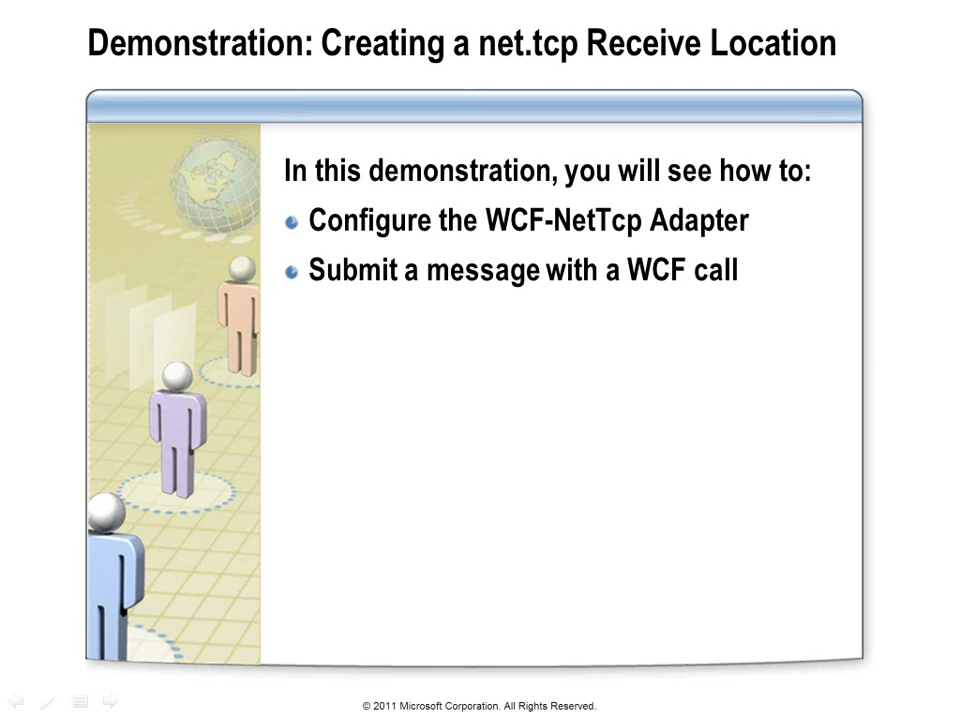 Demonstration: Creating a net.tcp Receive Location
In this demonstration, you will see how to:
Configure the WCF-NetTcp Adapter
Submit a message with a WCF call
© 2011 Microsoft Corporation. All Rights Reserved.